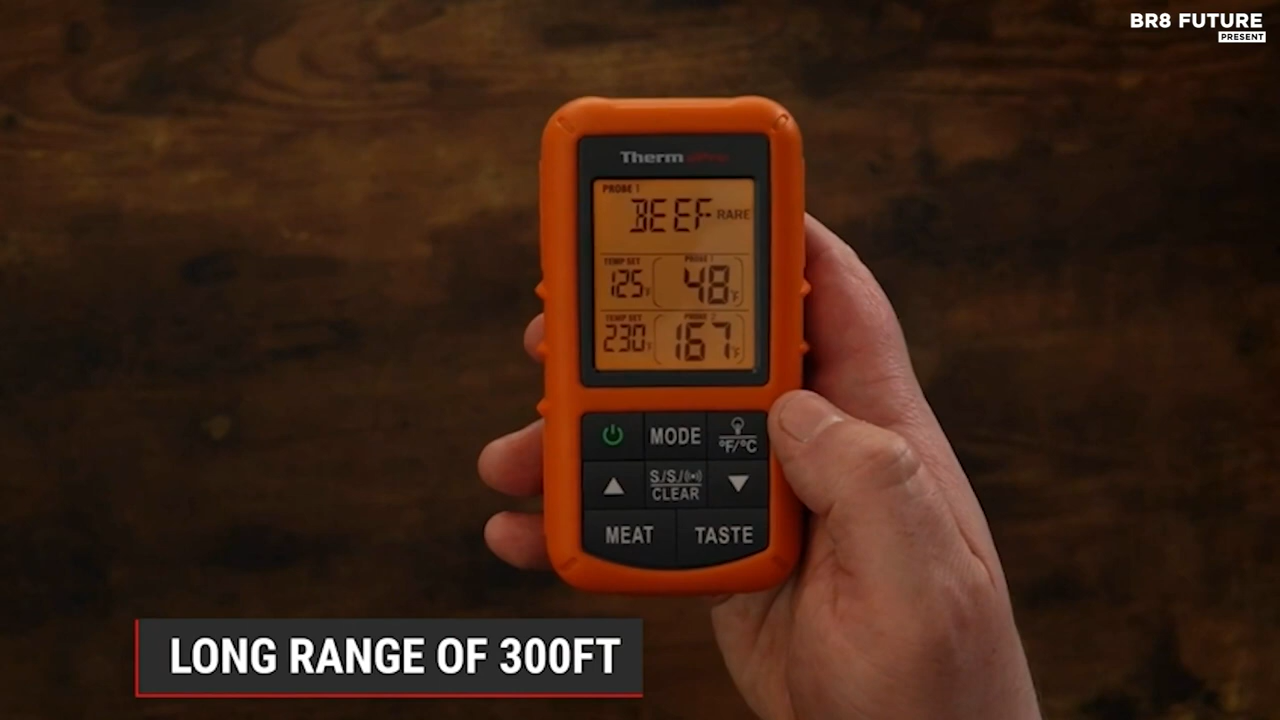 BR8 FUTURE
PRESENT
ThermoPro
PROBE 1
BEEF RARE
TEMP SET PROBE 1
125°F 48°F
TEMP SET PROBE 2
230°F 167°F
MODE °F/°C
S/S/
CLEAR
MEAT TASTE
LONG RANGE OF 300FT